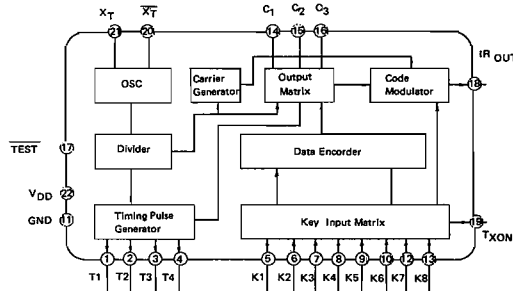 XT X̅T̅ C1 C2 C3
21 20 14 15 16
IR OUT
OSC Carrier Generator Output Matrix Code Modulator
18
T̅E̅S̅T̅ 17
Divider Data Encorder
VDD 22
GND 11
Timing Pulse Generator Key Input Matrix
19
TXON
1 2 3 4 5 6 7 8 9 10 12 13
T1 T2 T3 T4 K1 K2 K3 K4 K5 K6 K7 K8